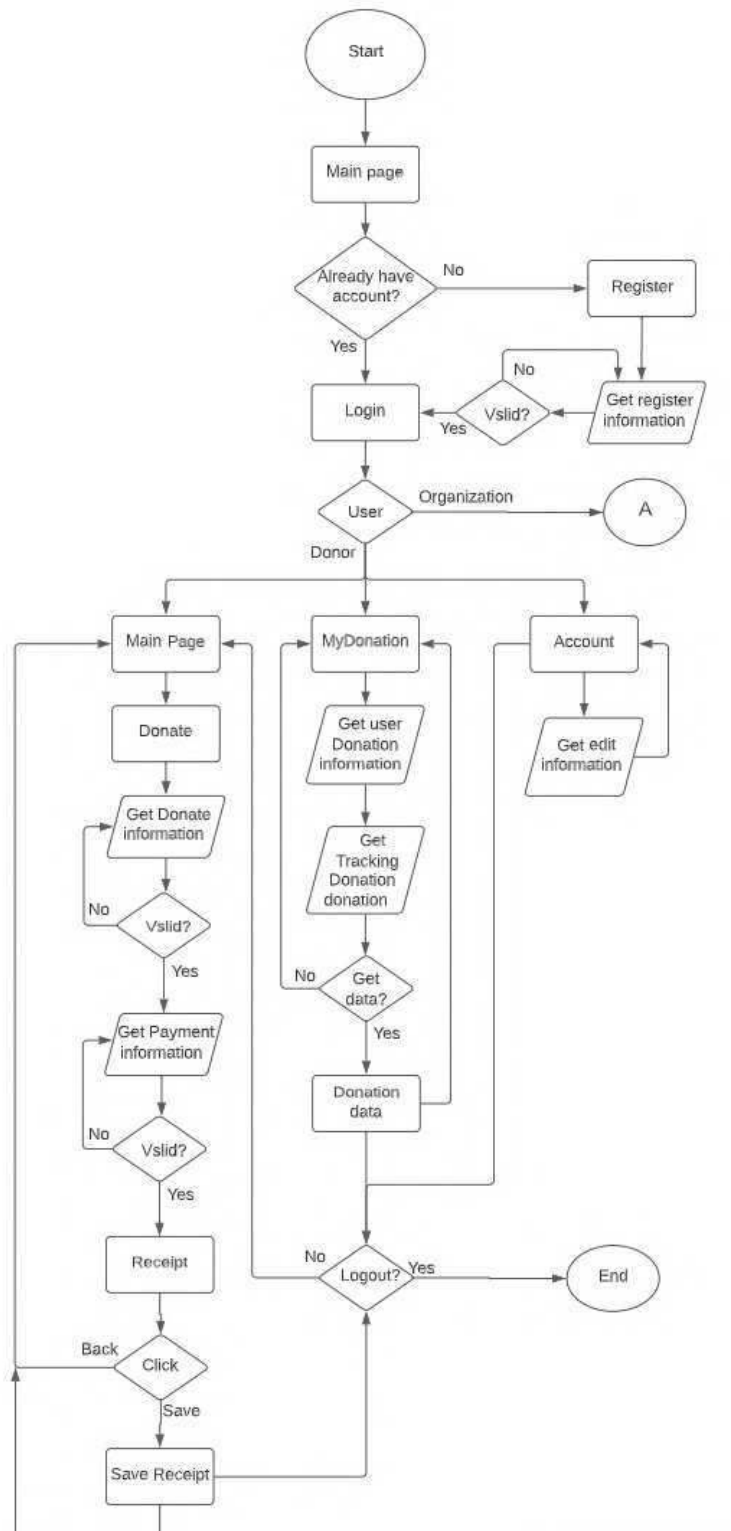 Start
Main page
Already have
account?
No
Register
Yes
No
Login
Yes
Vslid?
Get register
information
User
Organization
A
Donor
Main Page
MyDonation
Account
Donate
Get user
Donation
information
Get edit
information
Get Donate
information
Get
Tracking
Donation
donation
No
Vslid?
Yes
No
Get
data?
Yes
Get Payment
information
Donation
data
No
Vslid?
Yes
Receipt
No
Logout?
Yes
End
Back
Click
Save
Save Receipt